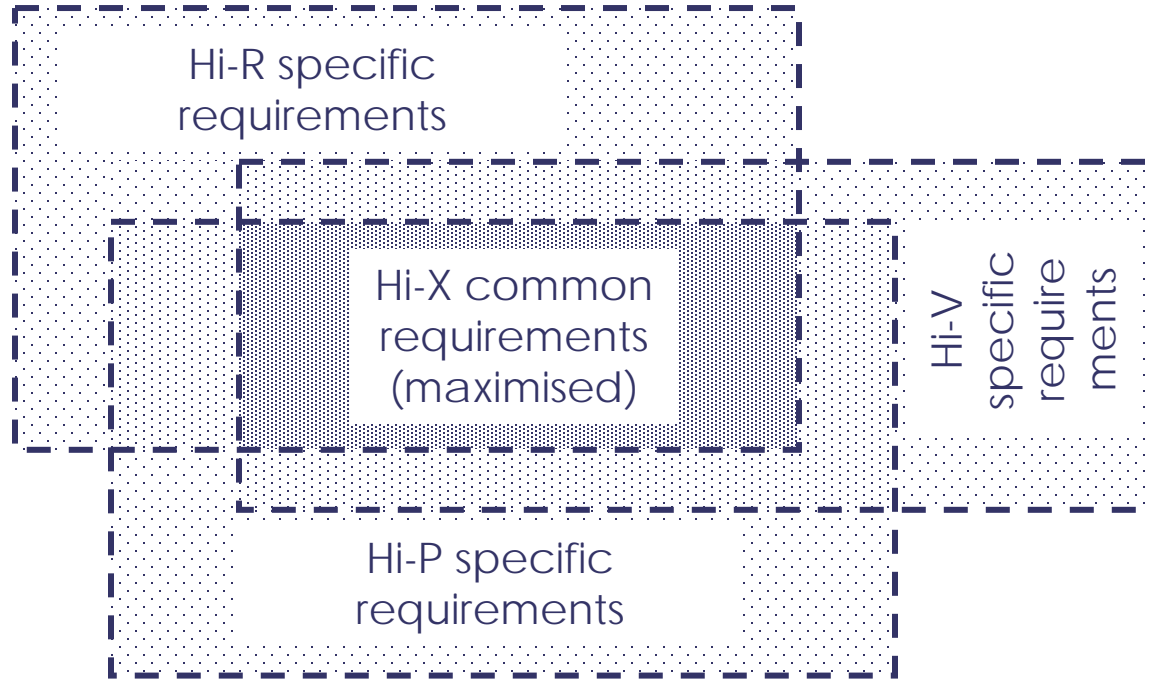 Hi-R specific
requirements
Hi-X common
requirements
(maximised)
Hi-V
specific
require
ments
Hi-P specific
requirements